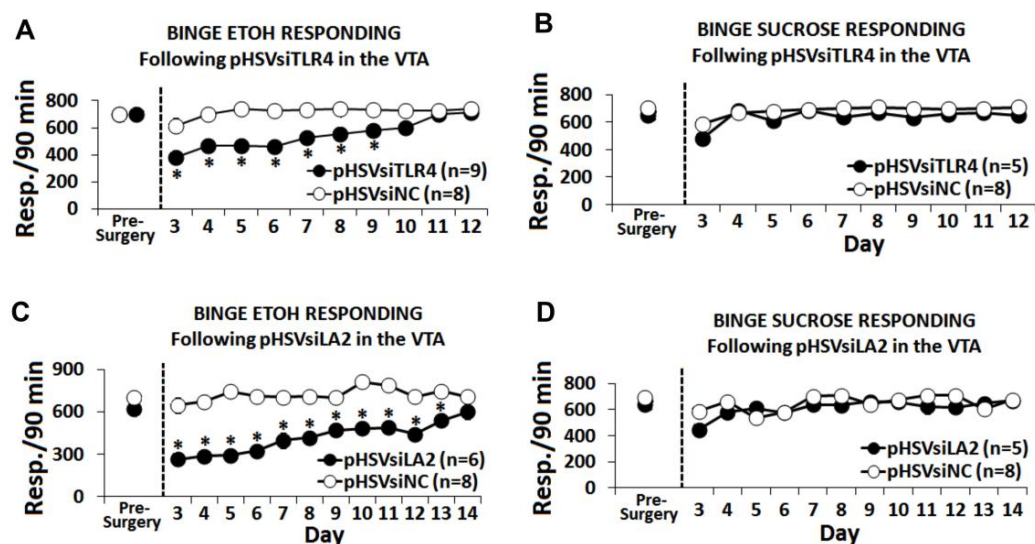 A
BINGE ETOH RESPONDING
Following pHSVsiTLR4 in the VTA
Resp./90 min
800
600
400
200
0
* * * * * * *
pHSVsiTLR4 (n=9)
pHSVsiNC (n=8)
Pre-
Surgery
3 4 5 6 7 8 9 10 11 12
B
BINGE SUCROSE RESPONDING
Follwing pHSVsiTLR4 in the VTA
Resp./90 min
800
600
400
200
0
pHSVsiTLR4 (n=5)
pHSVsiNC (n=8)
Pre-
Surgery
3 4 5 6 7 8 9 10 11 12
Day
C
BINGE ETOH RESPONDING
Following pHSVsiLA2 in the VTA
Resp./90 min
900
600
300
0
* * * * * * * * * * *
pHSVsiLA2 (n=6)
pHSVsiNC (n=8)
Pre-
Surgery
3 4 5 6 7 8 9 10 11 12 13 14
Day
D
BINGE SUCROSE RESPONDING
Following pHSVsiLA2 in the VTA
Resp./90 min
800
600
400
200
0
pHSVsiLA2 (n=5)
pHSVsiNC (n=8)
Pre-
Surgery
3 4 5 6 7 8 9 10 11 12 13 14
Day